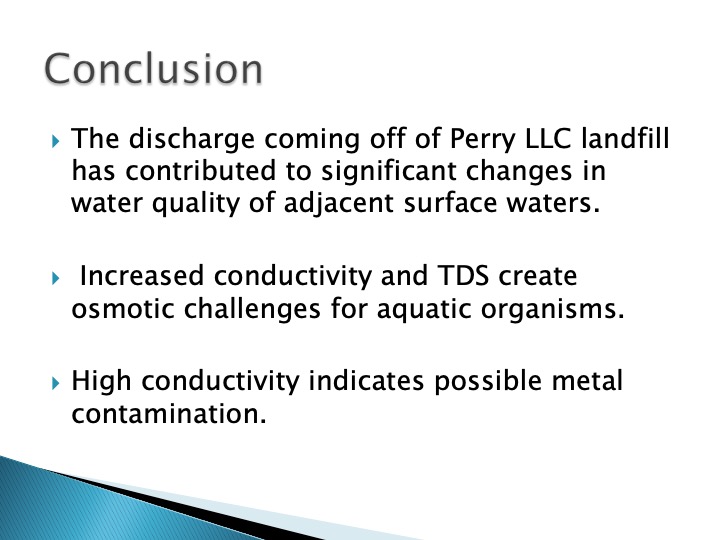 Conclusion
The discharge coming off of Perry LLC landfill
has contributed to significant changes in
water quality of adjacent surface waters.
Increased conductivity and TDS create
osmotic challenges for aquatic organisms.
High conductivity indicates possible metal
contamination.